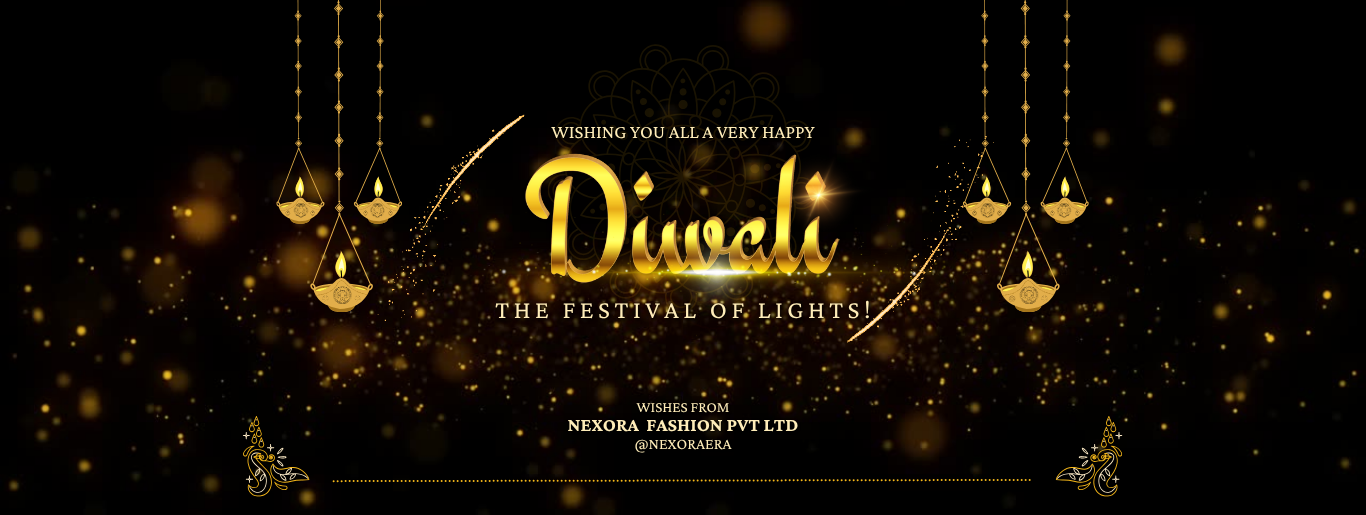 WISHING YOU ALL A VERY HAPPY
Diwali
THE FESTIVAL OF LIGHTS!
WISHES FROM
NEXORA FASHION PVT LTD
@NEXORAERA